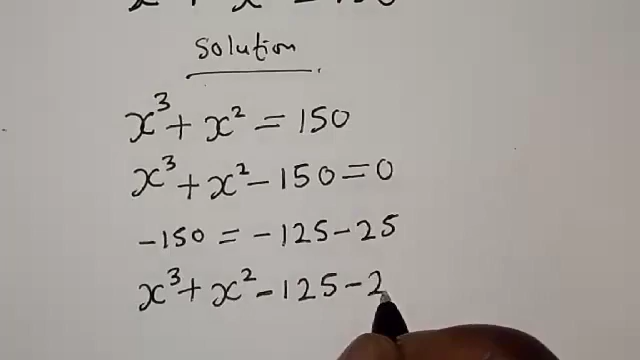 Solution
x³ + x² = 150
x³ + x² - 150 = 0
-150 = -125 - 25
x³ + x² - 125 - 2